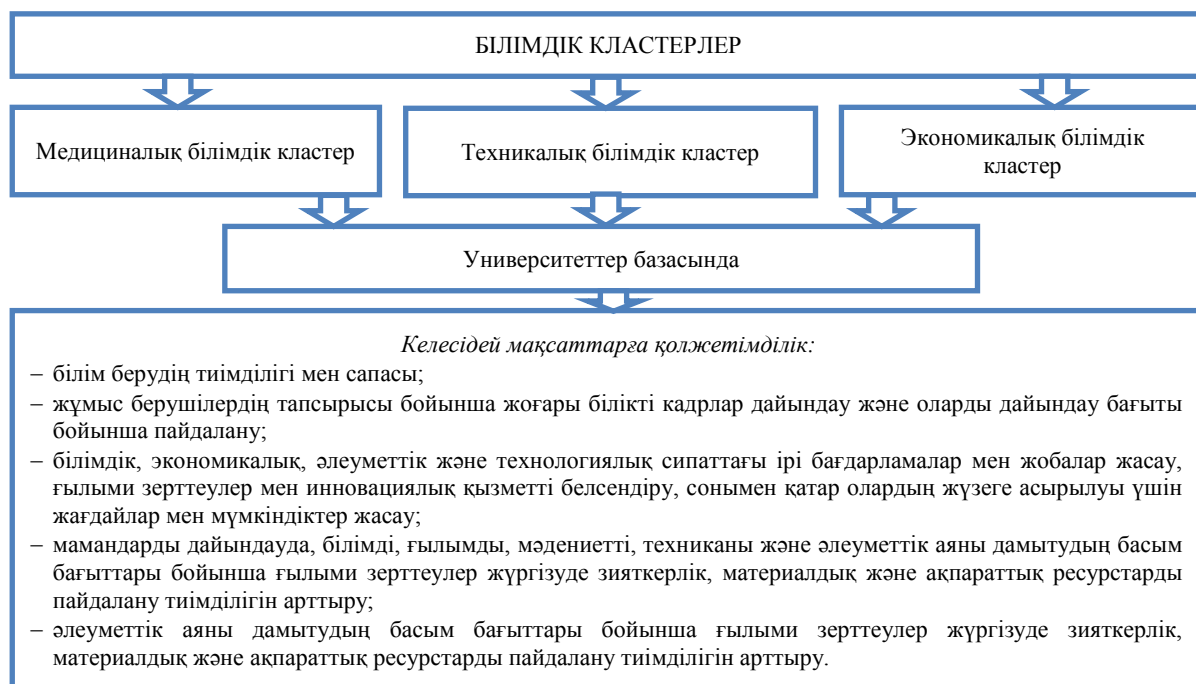 БІЛІМДІК КЛАСТЕРЛЕР
Медициналық білімдік кластер
Техникалық білімдік кластер
Экономикалық білімдік
кластер
Университеттер базасында
Келесідей мақсаттарға қолжетімділік:
– білім берудің тиімділігі мен сапасы;
– жұмыс берушілердің тапсырысы бойынша жоғары білікті кадрлар дайындау және оларды дайындау бағыты
бойынша пайдалану;
– білімдік, экономикалық, әлеуметтік және технологиялық сипаттағы ірі бағдарламалар мен жобалар жасау,
ғылыми зерттеулер мен инновациялық қызметті белсендіру, сонымен қатар олардың жүзеге асырылуы үшін
жағдайлар мен мүмкіндіктер жасау;
– мамандарды дайындауда, білімді, ғылымды, мәдениетті, техниканы және әлеуметтік аяны дамытудың басым
бағыттары бойынша ғылыми зерттеулер жүргізуде зияткерлік, материалдық және ақпараттық ресурстарды
пайдалану тиімділігін арттыру;
– әлеуметтік аяны дамытудың басым бағыттары бойынша ғылыми зерттеулер жүргізуде зияткерлік,
материалдық және ақпараттық ресурстарды пайдалану тиімділігін арттыру.